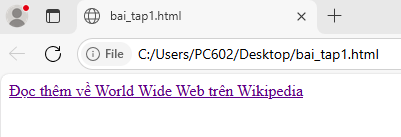 bai_tap1.html
File C:/Users/PC602/Desktop/bai_tap1.html
Đọc thêm về World Wide Web trên Wikipedia